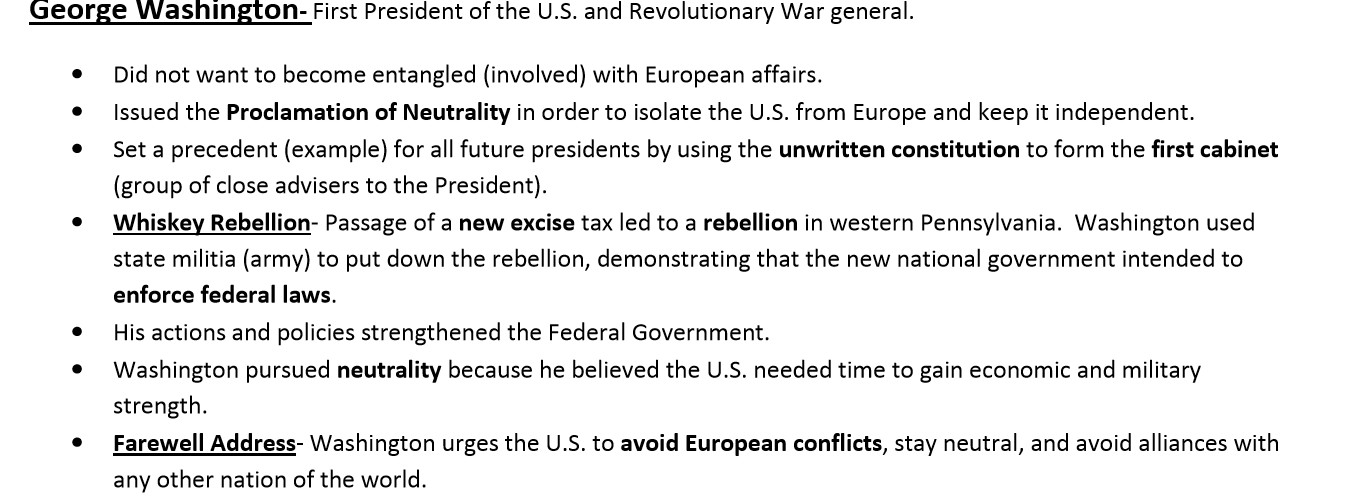 George Washington- First President of the U.S. and Revolutionary War general.
• Did not want to become entangled (involved) with European affairs.
• Issued the Proclamation of Neutrality in order to isolate the U.S. from Europe and keep it independent.
• Set a precedent (example) for all future presidents by using the unwritten constitution to form the first cabinet
(group of close advisers to the President).
• Whiskey Rebellion- Passage of a new excise tax led to a rebellion in western Pennsylvania.  Washington used
state militia (army) to put down the rebellion, demonstrating that the new national government intended to
enforce federal laws.
• His actions and policies strengthened the Federal Government.
• Washington pursued neutrality because he believed the U.S. needed time to gain economic and military
strength.
• Farewell Address- Washington urges the U.S. to avoid European conflicts, stay neutral, and avoid alliances with
any other nation of the world.